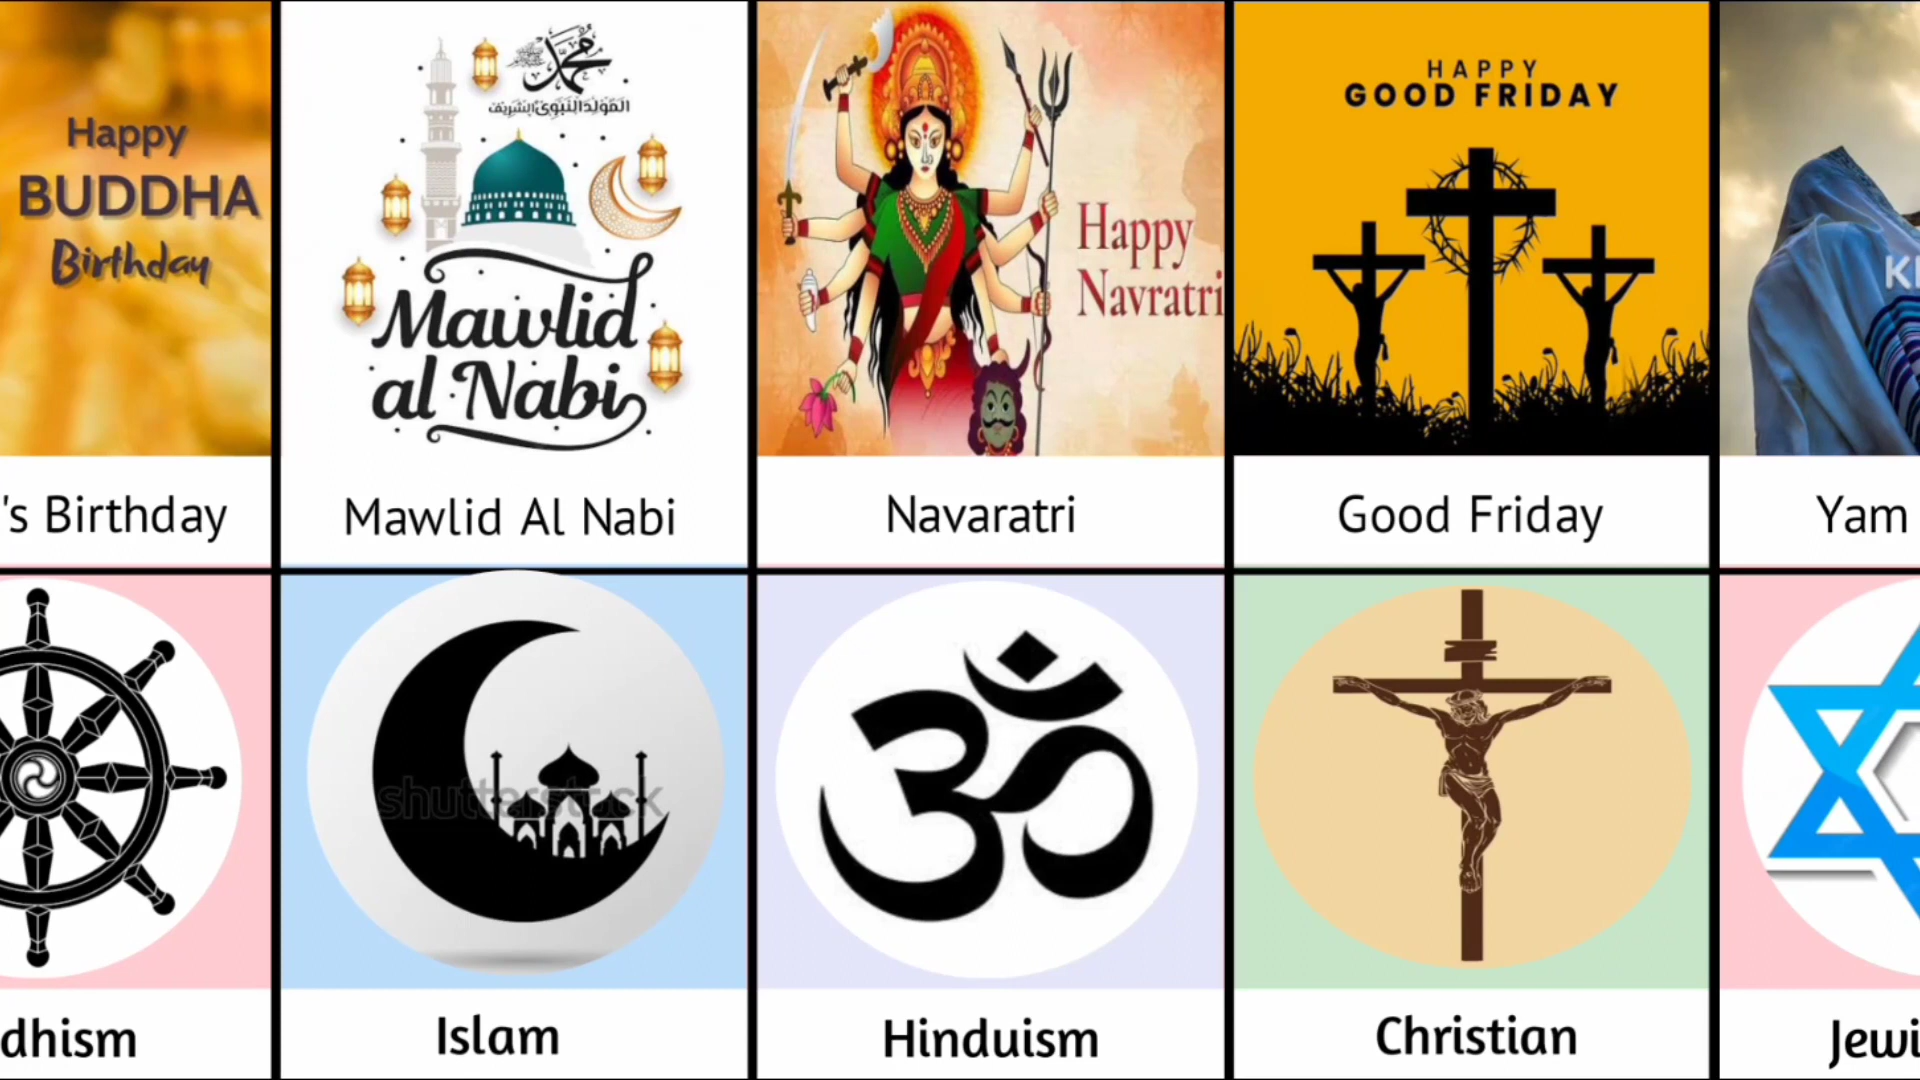 Happy
BUDDHA
Birthday
محمد
المولد النبوي الشريف
Mawlid
al Nabi
Happy
Navratri
HAPPY
GOOD FRIDAY
's Birthday
Mawlid Al Nabi
Navaratri
Good Friday
Yam
shutterstock
dhism
Islam
Hinduism
Christian
Jewi